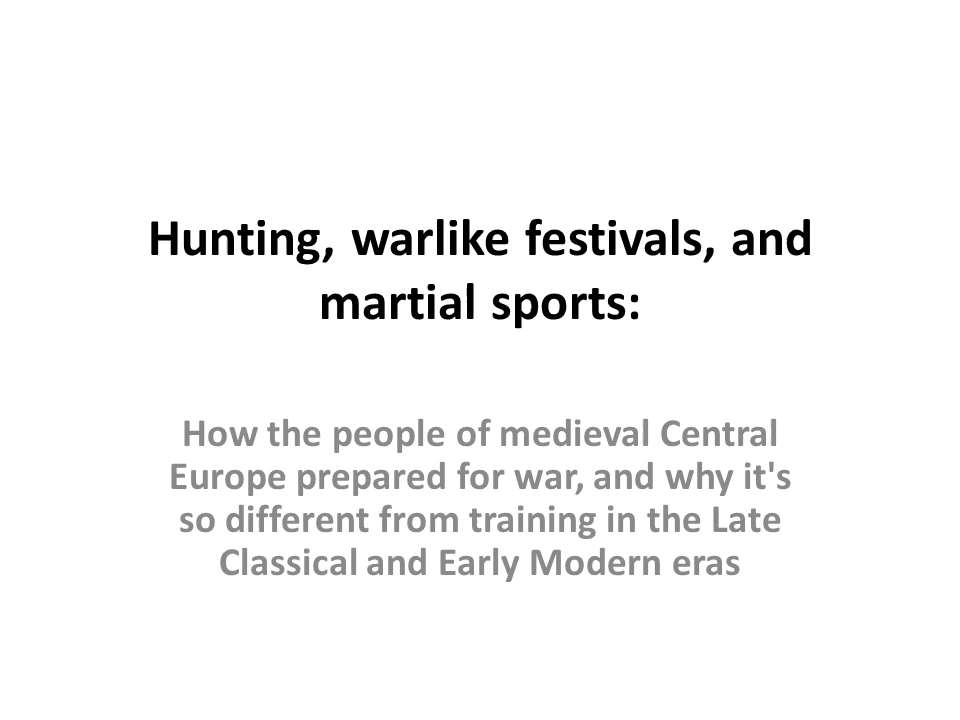 Hunting, warlike festivals, and
martial sports:
How the people of medieval Central
Europe prepared for war, and why it's
so different from training in the Late
Classical and Early Modern eras